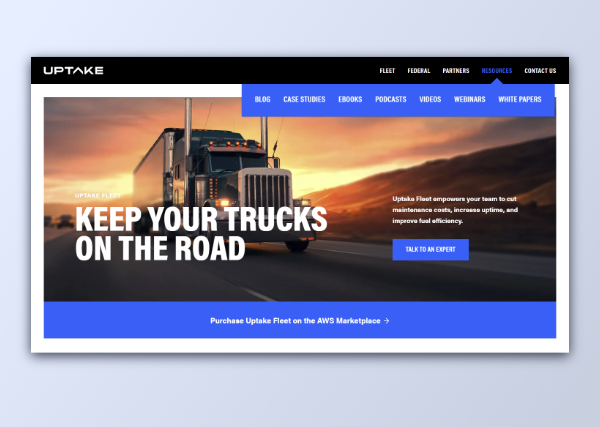 UPTAKE
FLEET FEDERAL PARTNERS RESOURCES CONTACT US
BLOG CASE STUDIES EBOOKS PODCASTS VIDEOS WEBINARS WHITE PAPERS
UPTAKE FLEET
KEEP YOUR TRUCKS
ON THE ROAD
Uptake Fleet empowers your team to cut
maintenance costs, increase uptime, and
improve fuel efficiency.
TALK TO AN EXPERT
Purchase Uptake Fleet on the AWS Marketplace →